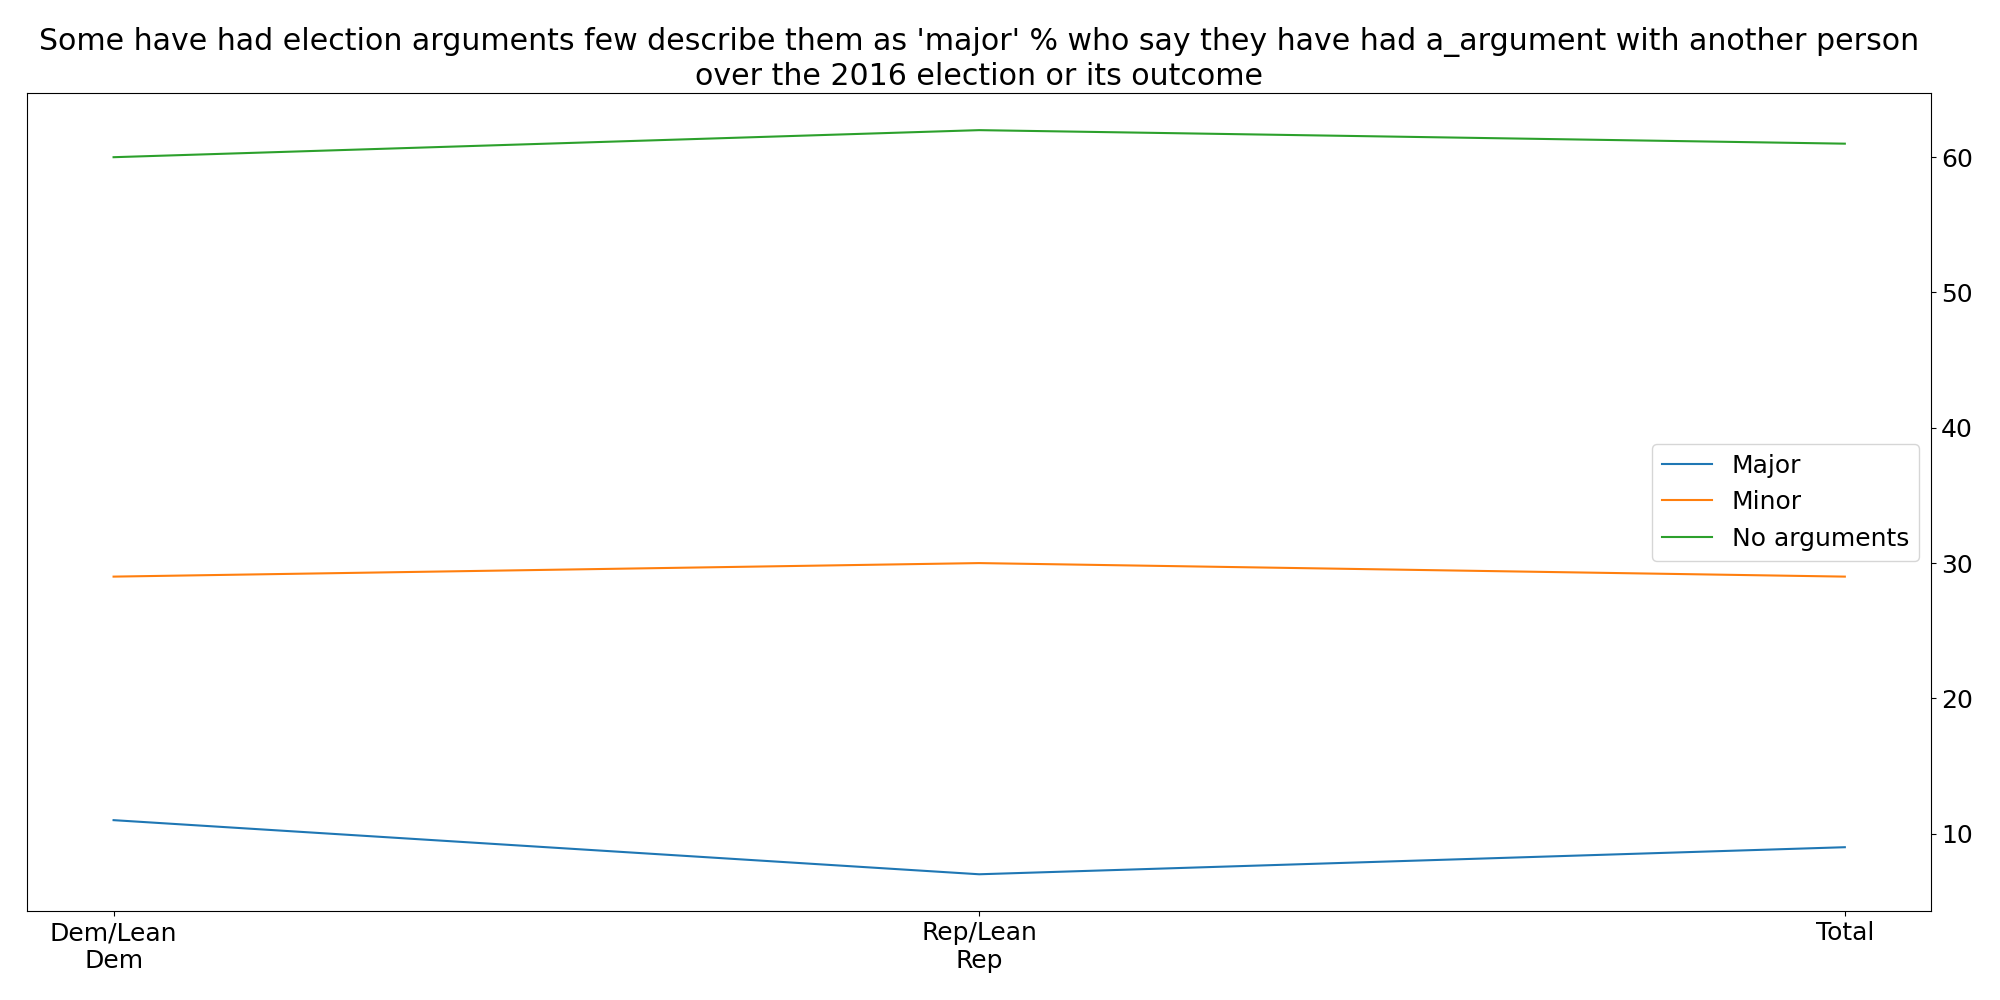 Some have had election arguments few describe them as 'major' % who say they have had a_argument with another person
over the 2016 election or its outcome
60
50
40
30
20
10
Major
Minor
No arguments
Dem/Lean
Dem
Rep/Lean
Rep
Total